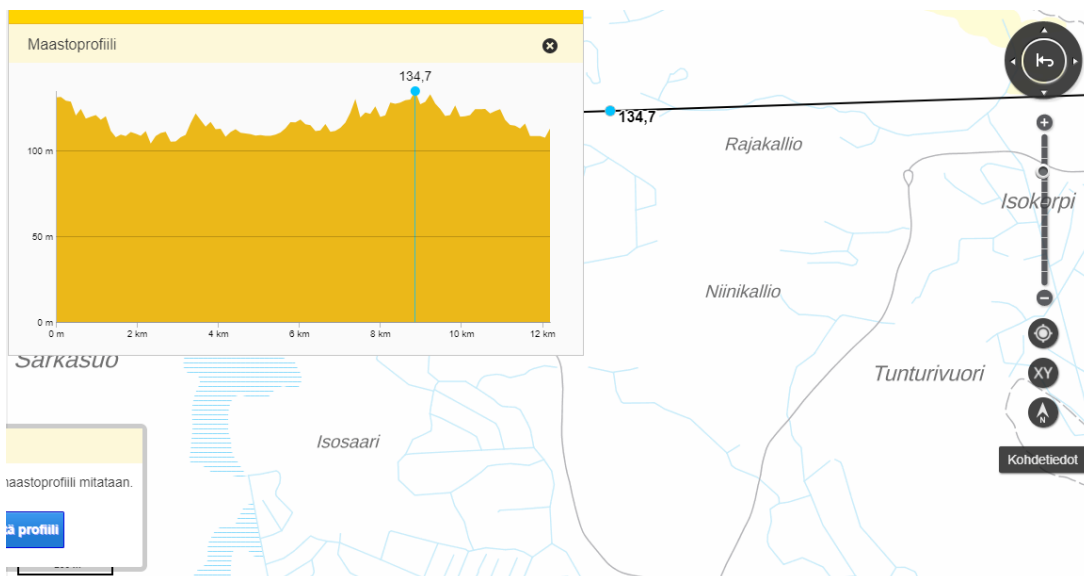 Maastoprofiili
134,7
100 m
50 m
0 m
0 m 2 km 4 km 6 km 8 km 10 km 12 km
134,7
Rajakallio
Isokorpi
Niinikallio
Tunturivuori
Sarkasuo
Isosaari
XY
N
Kohdetiedot
maastoprofiili mitataan.
profiili